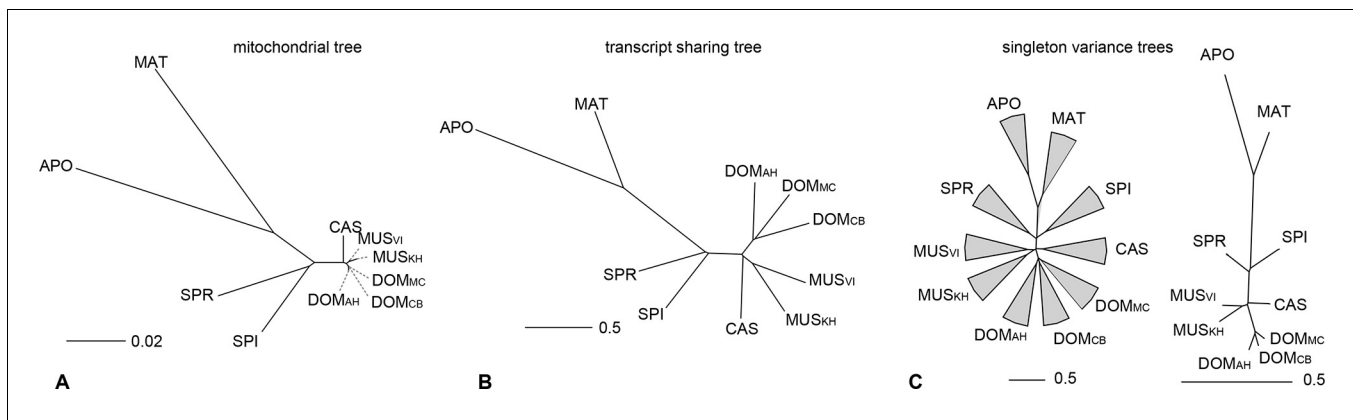 mitochondrial tree
MAT
APO
CAS
MUSVI
MUSKH
DOMMC
DOMCB
DOMAH
SPR
SPI
0.02
A
transcript sharing tree
MAT
APO
DOMAH
DOMMC
DOMCB
MUSVI
MUSKH
CAS
SPR
SPI
0.5
B
singleton variance trees
APO
MAT
SPR
SPI
MUSVI
CAS
MUSKH
DOMMC
DOMAH
DOMCB
0.5
C
APO
MAT
SPR
SPI
MUSVI
CAS
MUSKH
DOMMC
DOMCB
DOMAH
0.5